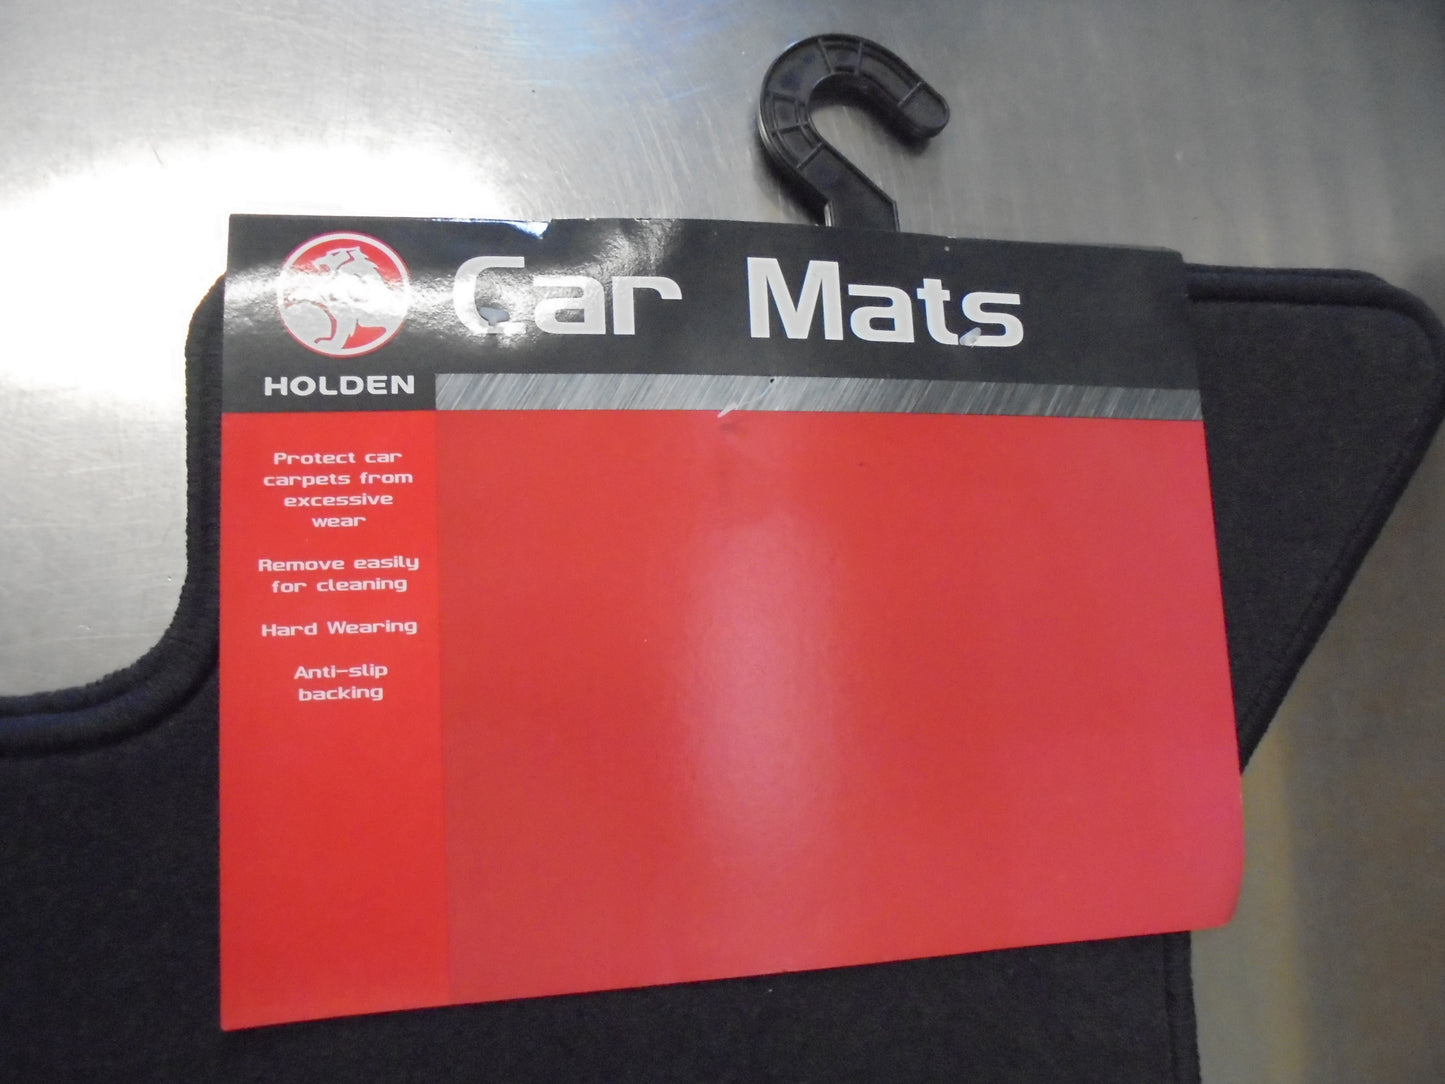 Car Mats
HOLDEN
Protect car
carpets from
excessive
wear
Remove easily
for cleaning
Hard Wearing
Anti-slip
backing